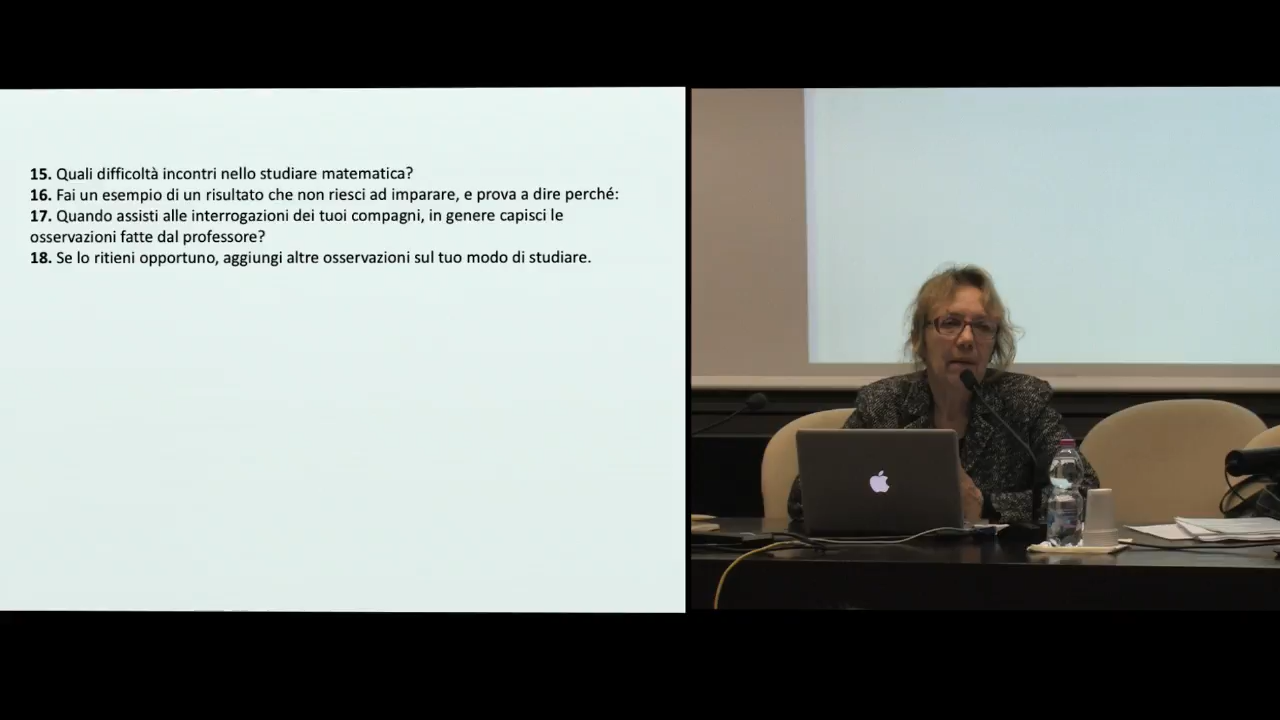 15. Quali difficoltà incontri nello studiare matematica?
16. Fai un esempio di un risultato che non riesci ad imparare, e prova a dire perché:
17. Quando assisti alle interrogazioni dei tuoi compagni, in genere capisci le
osservazioni fatte dal professore?
18. Se lo ritieni opportuno, aggiungi altre osservazioni sul tuo modo di studiare.